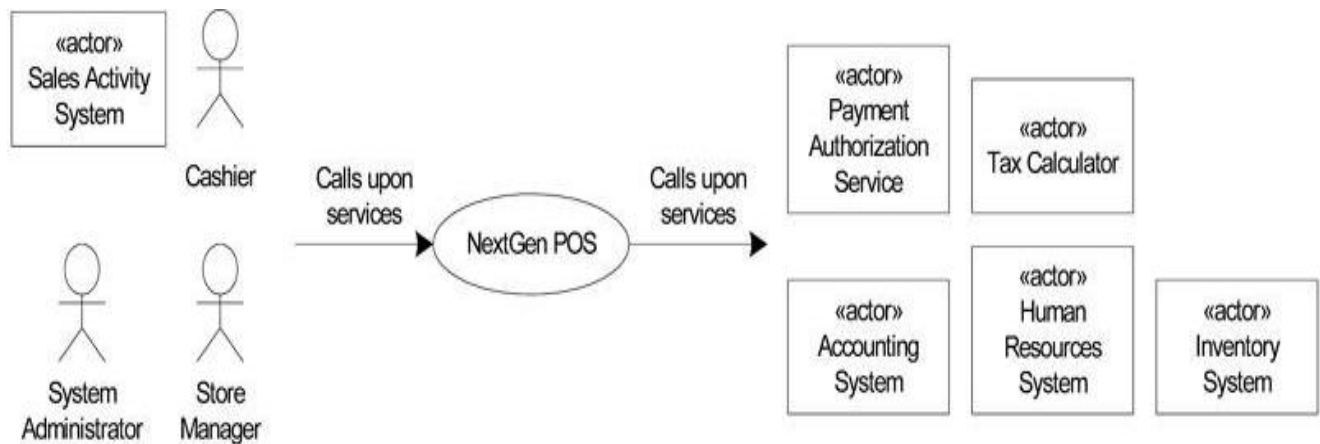 «actor»
Sales Activity
System
Cashier
System
Administrator
Store
Manager
Calls upon
services
NextGen POS
Calls upon
services
«actor»
Payment
Authorization
Service
«actor»
Tax Calculator
«actor»
Accounting
System
«actor»
Human
Resources
System
«actor»
Inventory
System